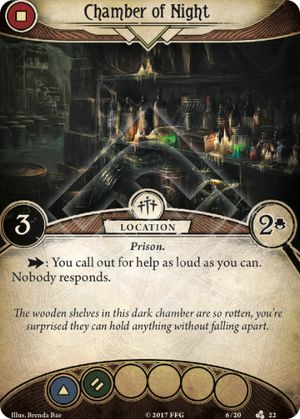 Chamber of Night
3
LOCATION
2
Prison.
: You call out for help as loud as you can.
Nobody responds.
The wooden shelves in this dark chamber are so rotten, you're
surprised they can hold anything without falling apart.
Illus. Brenda Bae
© 2017 FFG
6/20
22